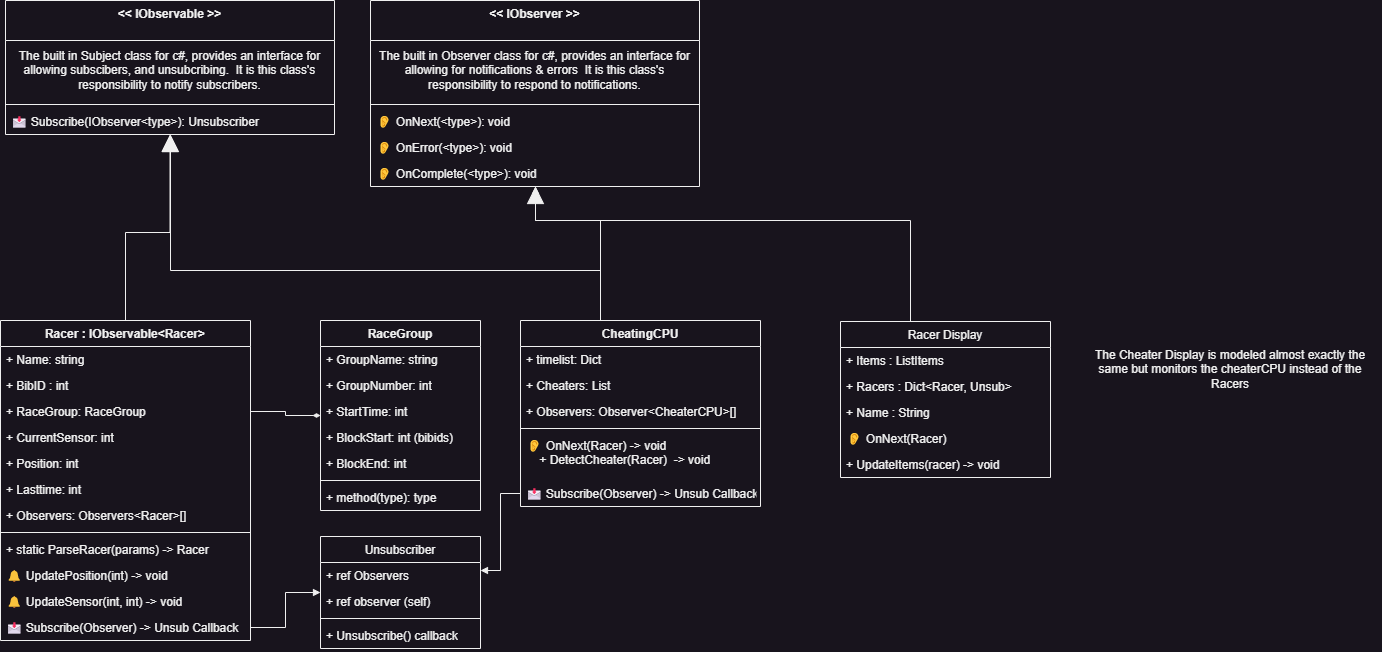 << IObservable >>
The built in Subject class for c#, provides an interface for
allowing subscibers, and unsubcribing. It is this class's
responsibility to notify subscribers.
Subscribe(IObserver<type>): Unsubscriber
<< IObserver >>
The built in Observer class for c#, provides an interface for
allowing for notifications & errors It is this class's
responsibility to respond to notifications.
OnNext(<type>): void
OnError(<type>): void
OnComplete(<type>): void
Racer : IObservable<Racer>
+ Name: string
+ BibID : int
+ RaceGroup: RaceGroup
+ CurrentSensor: int
+ Position: int
+ Lasttime: int
+ Observers: Observers<Racer>[]
+ static ParseRacer(params) -> Racer
UpdatePosition(int) -> void
UpdateSensor(int, int) -> void
Subscribe(Observer) -> Unsub Callback
RaceGroup
+ GroupName: string
+ GroupNumber: int
+ StartTime: int
+ BlockStart: int (bibids)
+ BlockEnd: int
+ method(type): type
Unsubscriber
+ ref Observers
+ ref observer (self)
+ Unsubscribe() callback
CheatingCPU
+ timelist: Dict
+ Cheaters: List
+ Observers: Observer<CheaterCPU>[]
OnNext(Racer) -> void
+ DetectCheater(Racer) -> void
Subscribe(Observer) -> Unsub Callback
Racer Display
+ Items : ListItems
+ Racers : Dict<Racer, Unsub>
+ Name : String
OnNext(Racer)
+ UpdateItems(racer) -> void
The Cheater Display is modeled almost exactly the
same but monitors the cheaterCPU instead of the
Racers